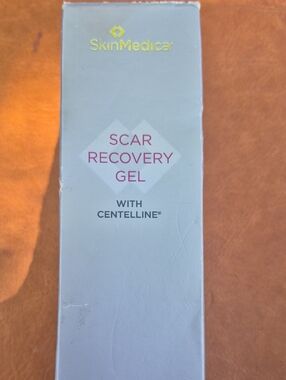 SkinMedica
SCAR
RECOVERY
GEL
WITH
CENTELLINE®